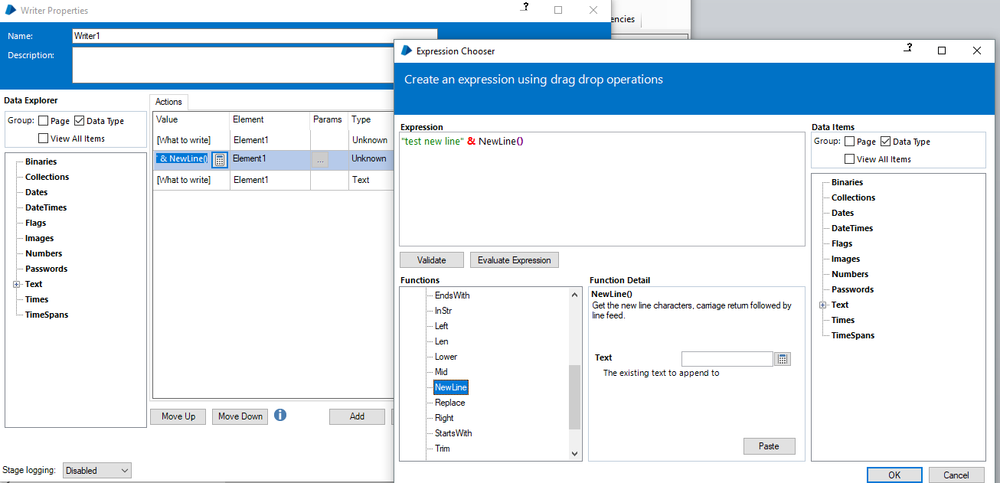 Writer Properties
?
Name:
Writer1
Description:
Data Explorer
Group:
Page
Data Type
View All Items
Binaries
Collections
Dates
DateTimes
Flags
Images
Numbers
Passwords
Text
Times
TimeSpans
Stage logging:
Disabled
Actions
Value Element Params Type
[What to write] Element1 Unknown
" & NewLine() Element1 ... Unknown
[What to write] Element1 Text
Move Up
Move Down
i
Add
encies
Expression Chooser
?
Create an expression using drag drop operations
Expression
"test new line" & NewLine()
Validate
Evaluate Expression
Functions
EndsWith
InStr
Left
Len
Lower
Mid
NewLine
Replace
Right
StartsWith
Trim
Function Detail
NewLine()
Get the new line characters, carriage return followed by
line feed.
Text
The existing text to append to
Paste
Data Items
Group:
Page
Data Type
View All Items
Binaries
Collections
Dates
DateTimes
Flags
Images
Numbers
Passwords
Text
Times
TimeSpans
OK
Cancel